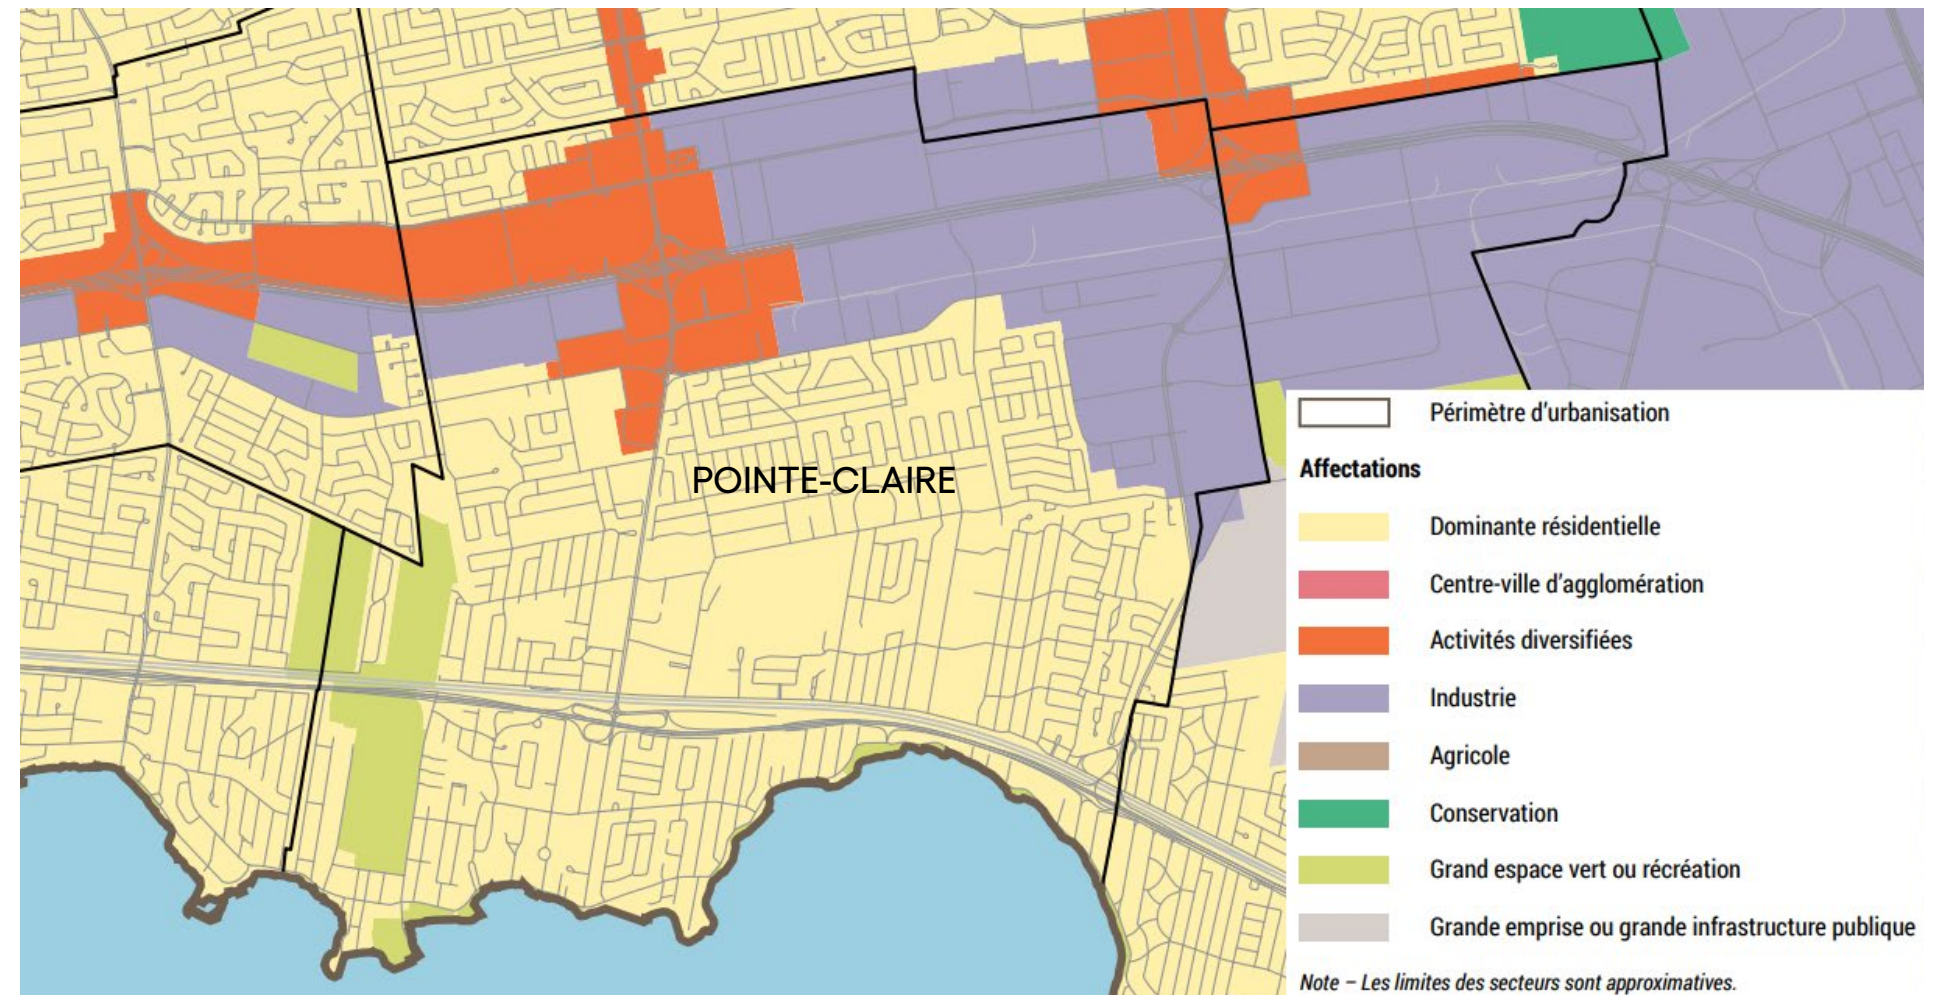 POINTE-CLAIRE
Périmètre d'urbanisation
Affectations
Dominante résidentielle
Centre-ville d'agglomération
Activités diversifiées
Industrie
Agricole
Conservation
Grand espace vert ou récréation
Grande emprise ou grande infrastructure publique
Note – Les limites des secteurs sont approximatives.